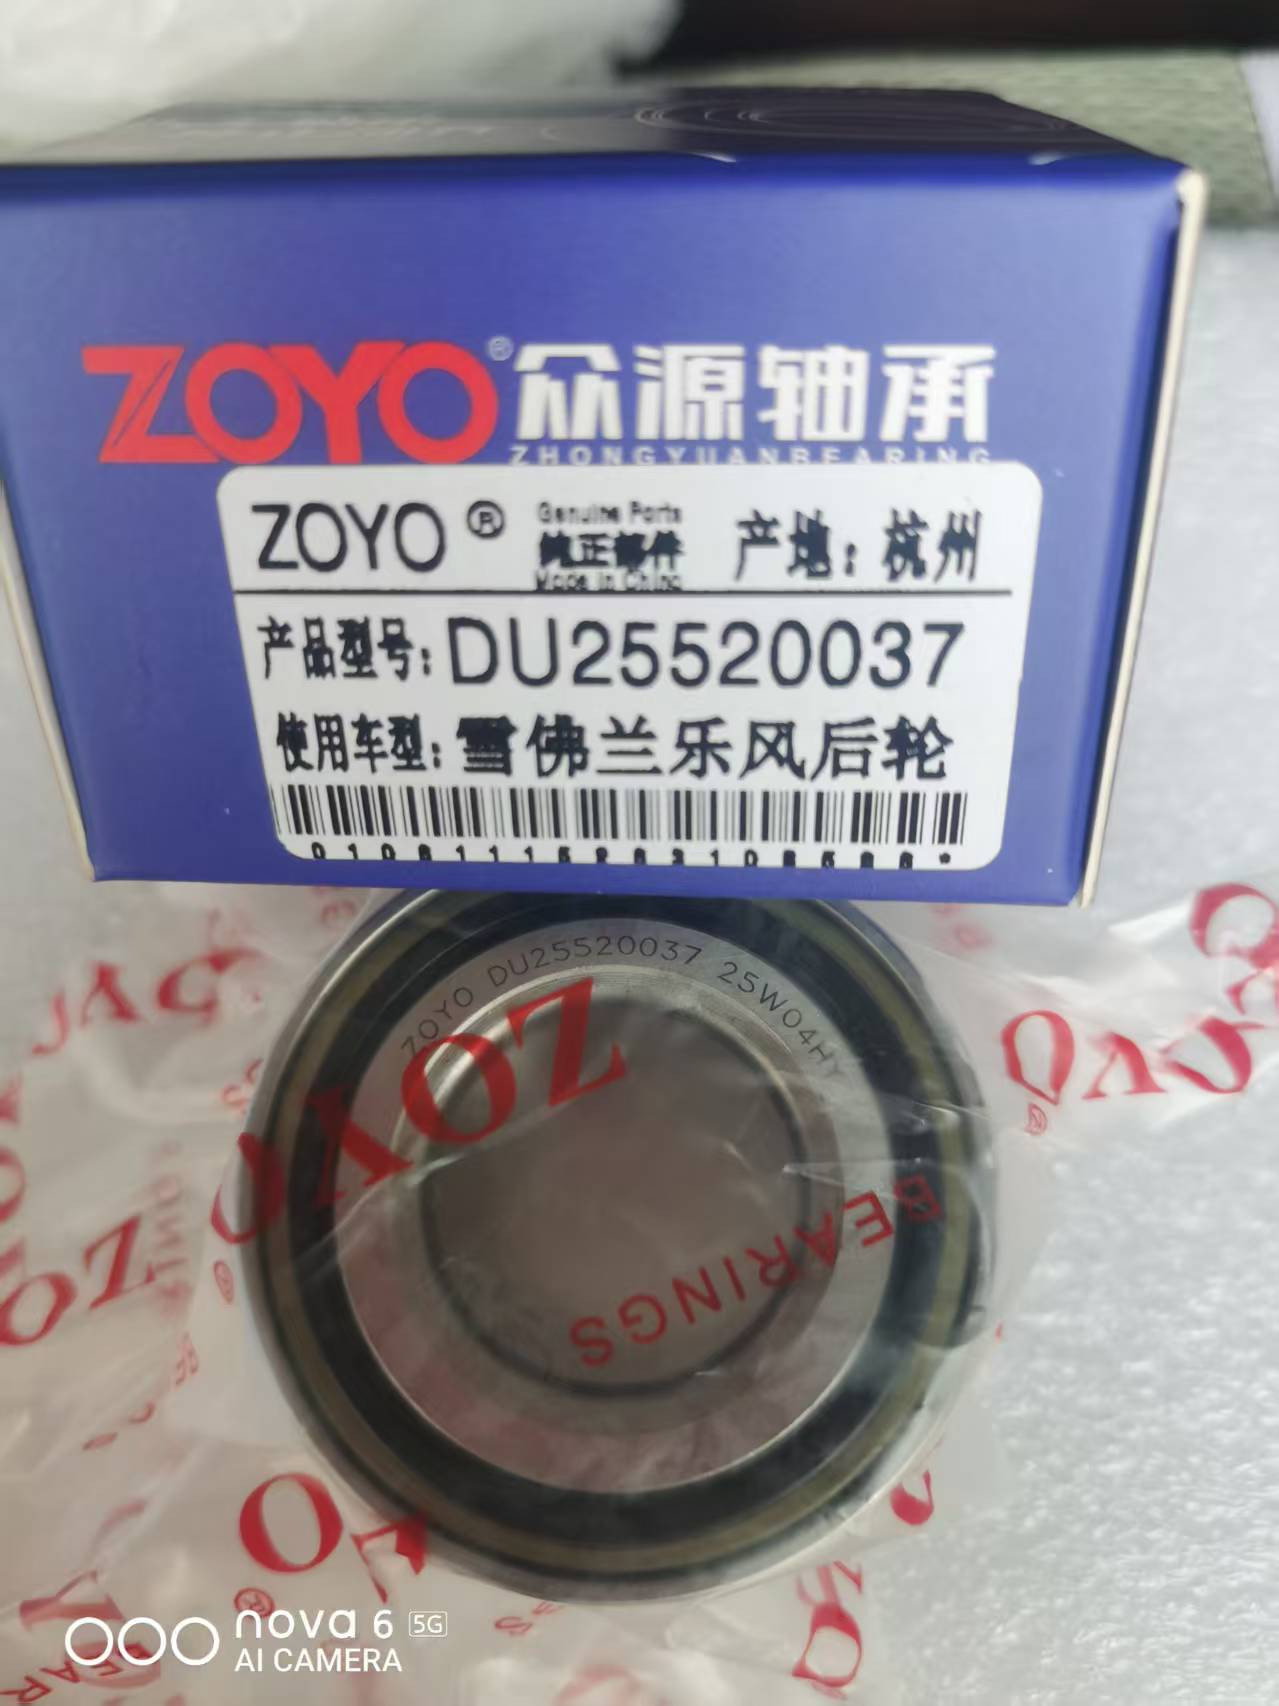 ZOYO® 众源轴承
ZHONGYUANBEARING
ZOYO® Genuine Parts 纯正部件 Made in China 产地：杭州
产品型号：DU25520037
使用车型：雪佛兰乐风后轮
ZOYO DU25520037 25W04HY
ZOYO
BEARINGS
nova 6 5G
AI CAMERA